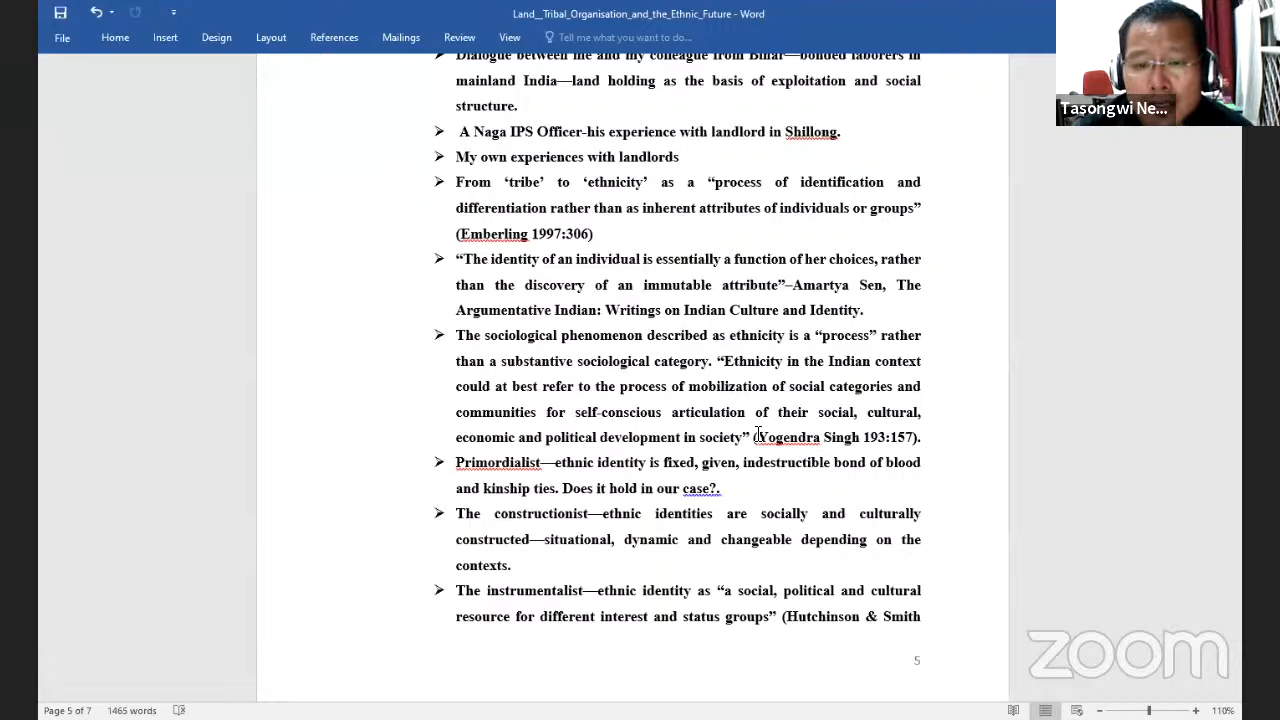 Land__Tribal_Organisation_and_the_Ethnic_Future - Word
File Home Insert Design Layout References Mailings Review View Tell me what you want to do...
Tasongwi Ne...
➢ Dialogue between me and my colleague from Bihar—bonded laborers in
mainland India—land holding as the basis of exploitation and social
structure.
➢ A Naga IPS Officer-his experience with landlord in Shillong.
➢ My own experiences with landlords
➢ From ‘tribe’ to ‘ethnicity’ as a “process of identification and
differentiation rather than as inherent attributes of individuals or groups”
(Emberling 1997:306)
➢ “The identity of an individual is essentially a function of her choices, rather
than the discovery of an immutable attribute”–Amartya Sen, The
Argumentative Indian: Writings on Indian Culture and Identity.
➢ The sociological phenomenon described as ethnicity is a “process” rather
than a substantive sociological category. “Ethnicity in the Indian context
could at best refer to the process of mobilization of social categories and
communities for self-conscious articulation of their social, cultural,
economic and political development in society” (Yogendra Singh 193:157).
➢ Primordialist—ethnic identity is fixed, given, indestructible bond of blood
and kinship ties. Does it hold in our case?.
➢ The constructionist—ethnic identities are socially and culturally
constructed—situational, dynamic and changeable depending on the
contexts.
➢ The instrumentalist—ethnic identity as “a social, political and cultural
resource for different interest and status groups” (Hutchinson & Smith
5
zoom
Page 5 of 7 1465 words 110%